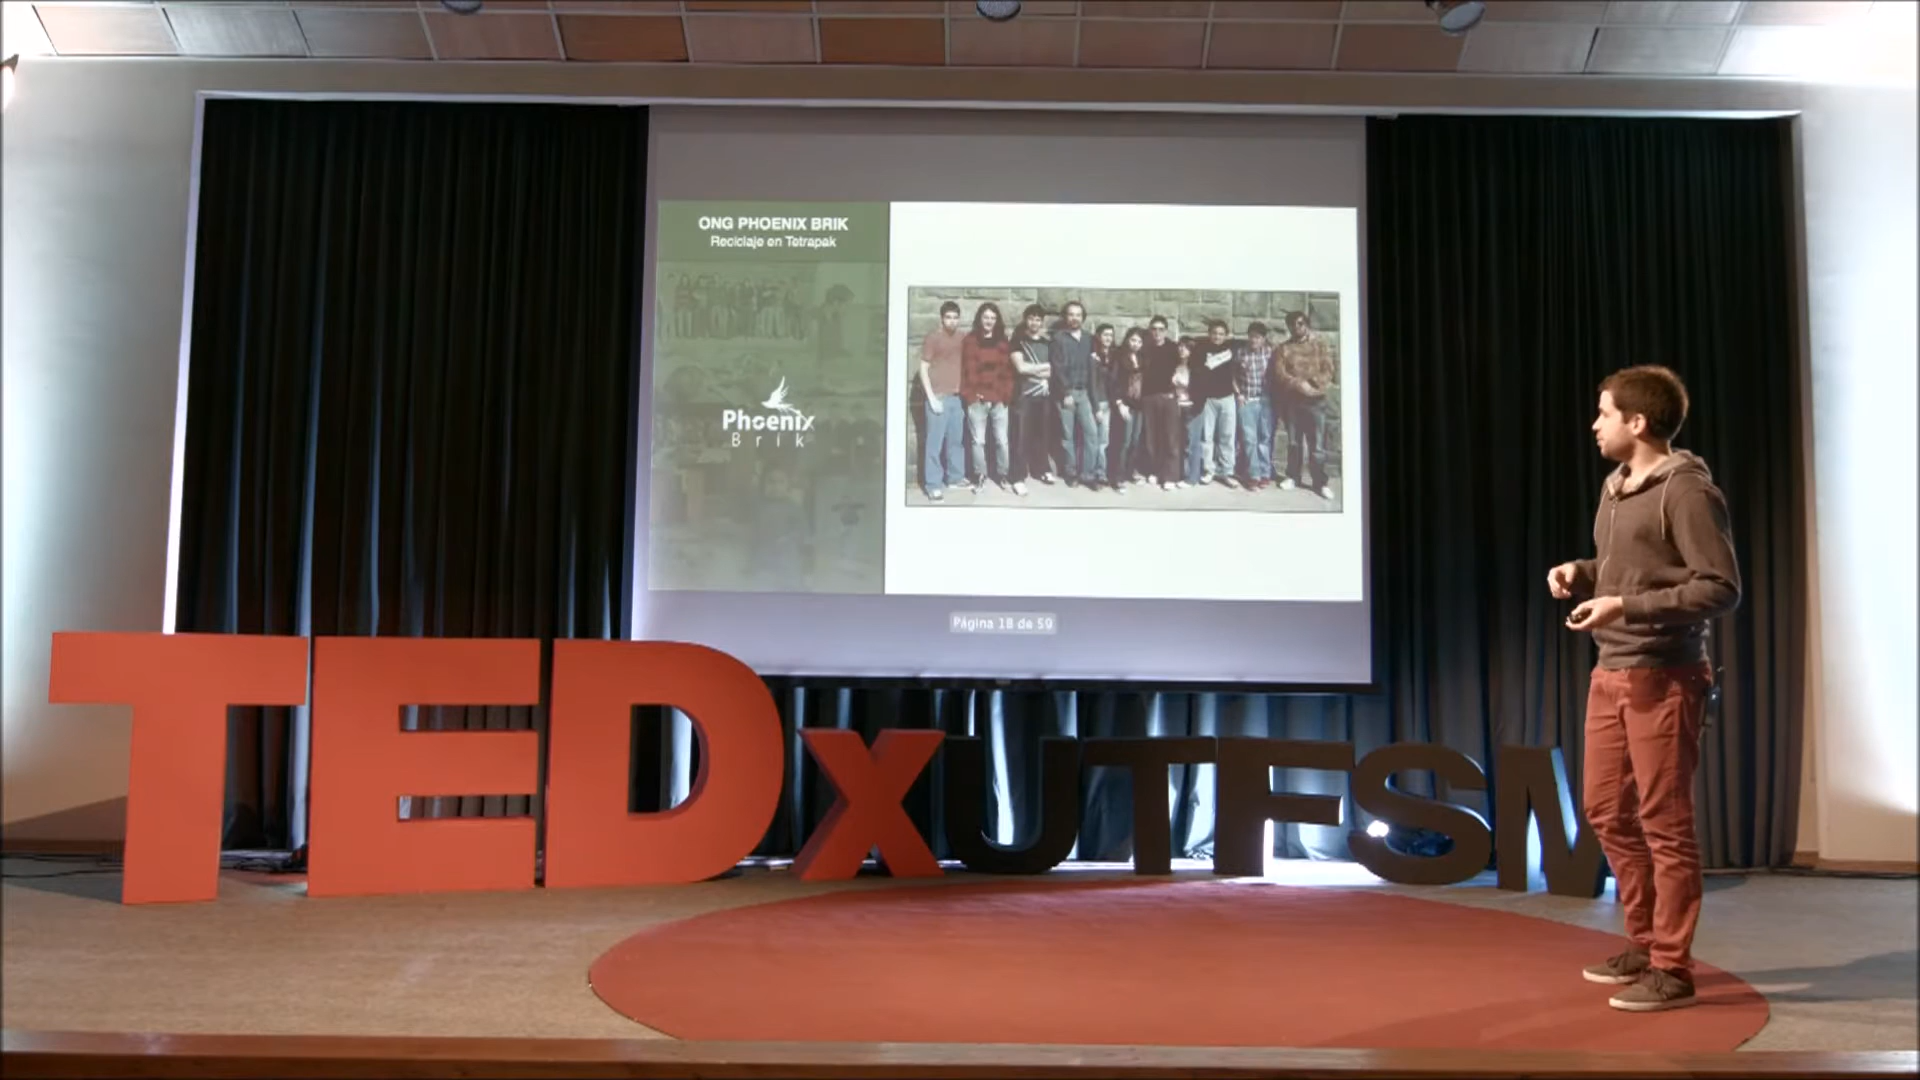 ONG PHOENIX BRIK
Reciclaje en Tetrapak
Phoenix
Brik
Página 18 de 59
TEDxUTFSM